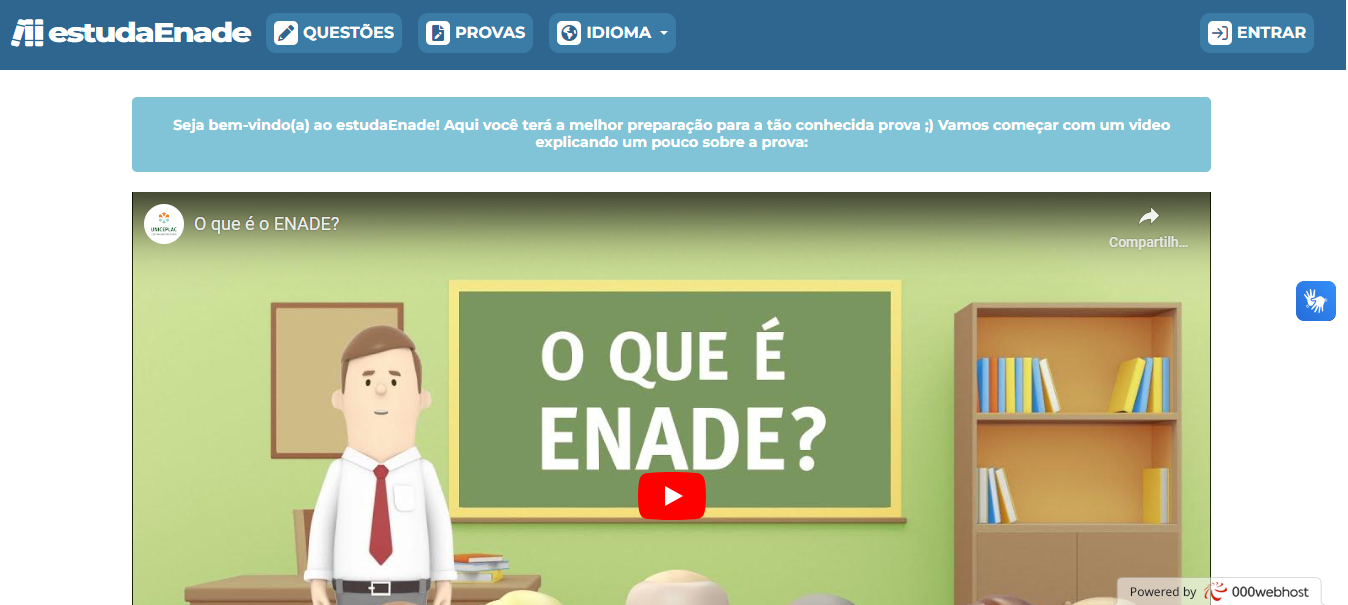 estudaEnade QUESTÕES PROVAS IDIOMA ENTRAR
Seja bem-vindo(a) ao estudaEnade! Aqui você terá a melhor preparação para a tão conhecida prova ;) Vamos começar com um video
explicando um pouco sobre a prova:
UNICEPLAC
O que é o ENADE?
Compartilh...
O QUE É
ENADE?
Powered by 000webhost